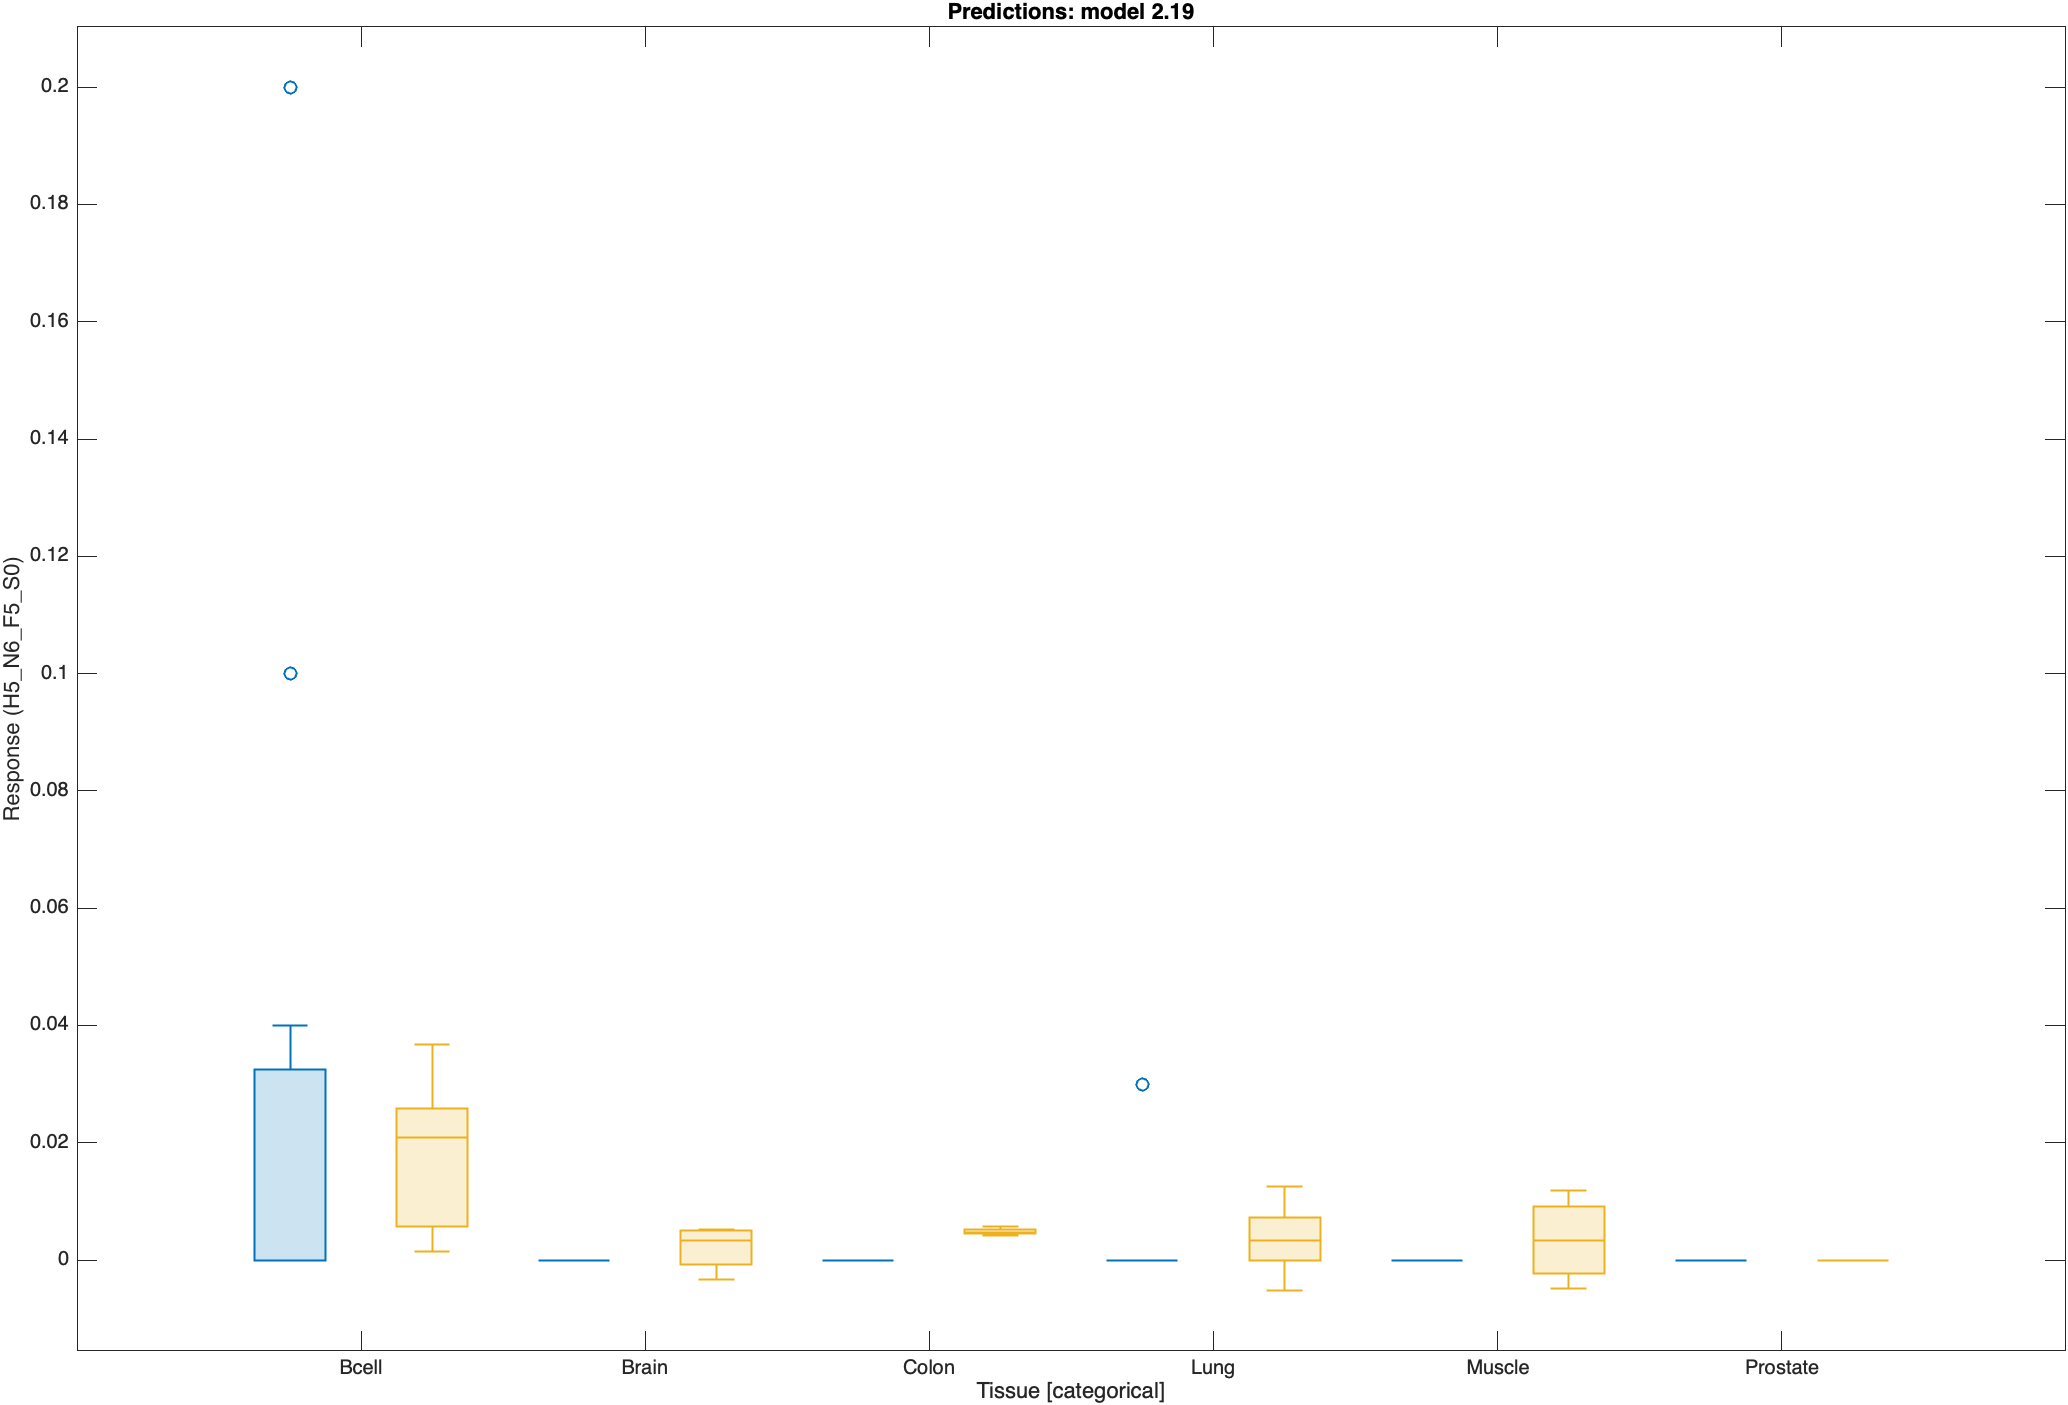 Predictions: model 2.19
0.2
0.18
0.16
0.14
0.12
0.1
0.08
0.06
0.04
0.02
0
Response (H5_N6_F5_S0)
Bcell Brain Colon Lung Muscle Prostate
Tissue [categorical]